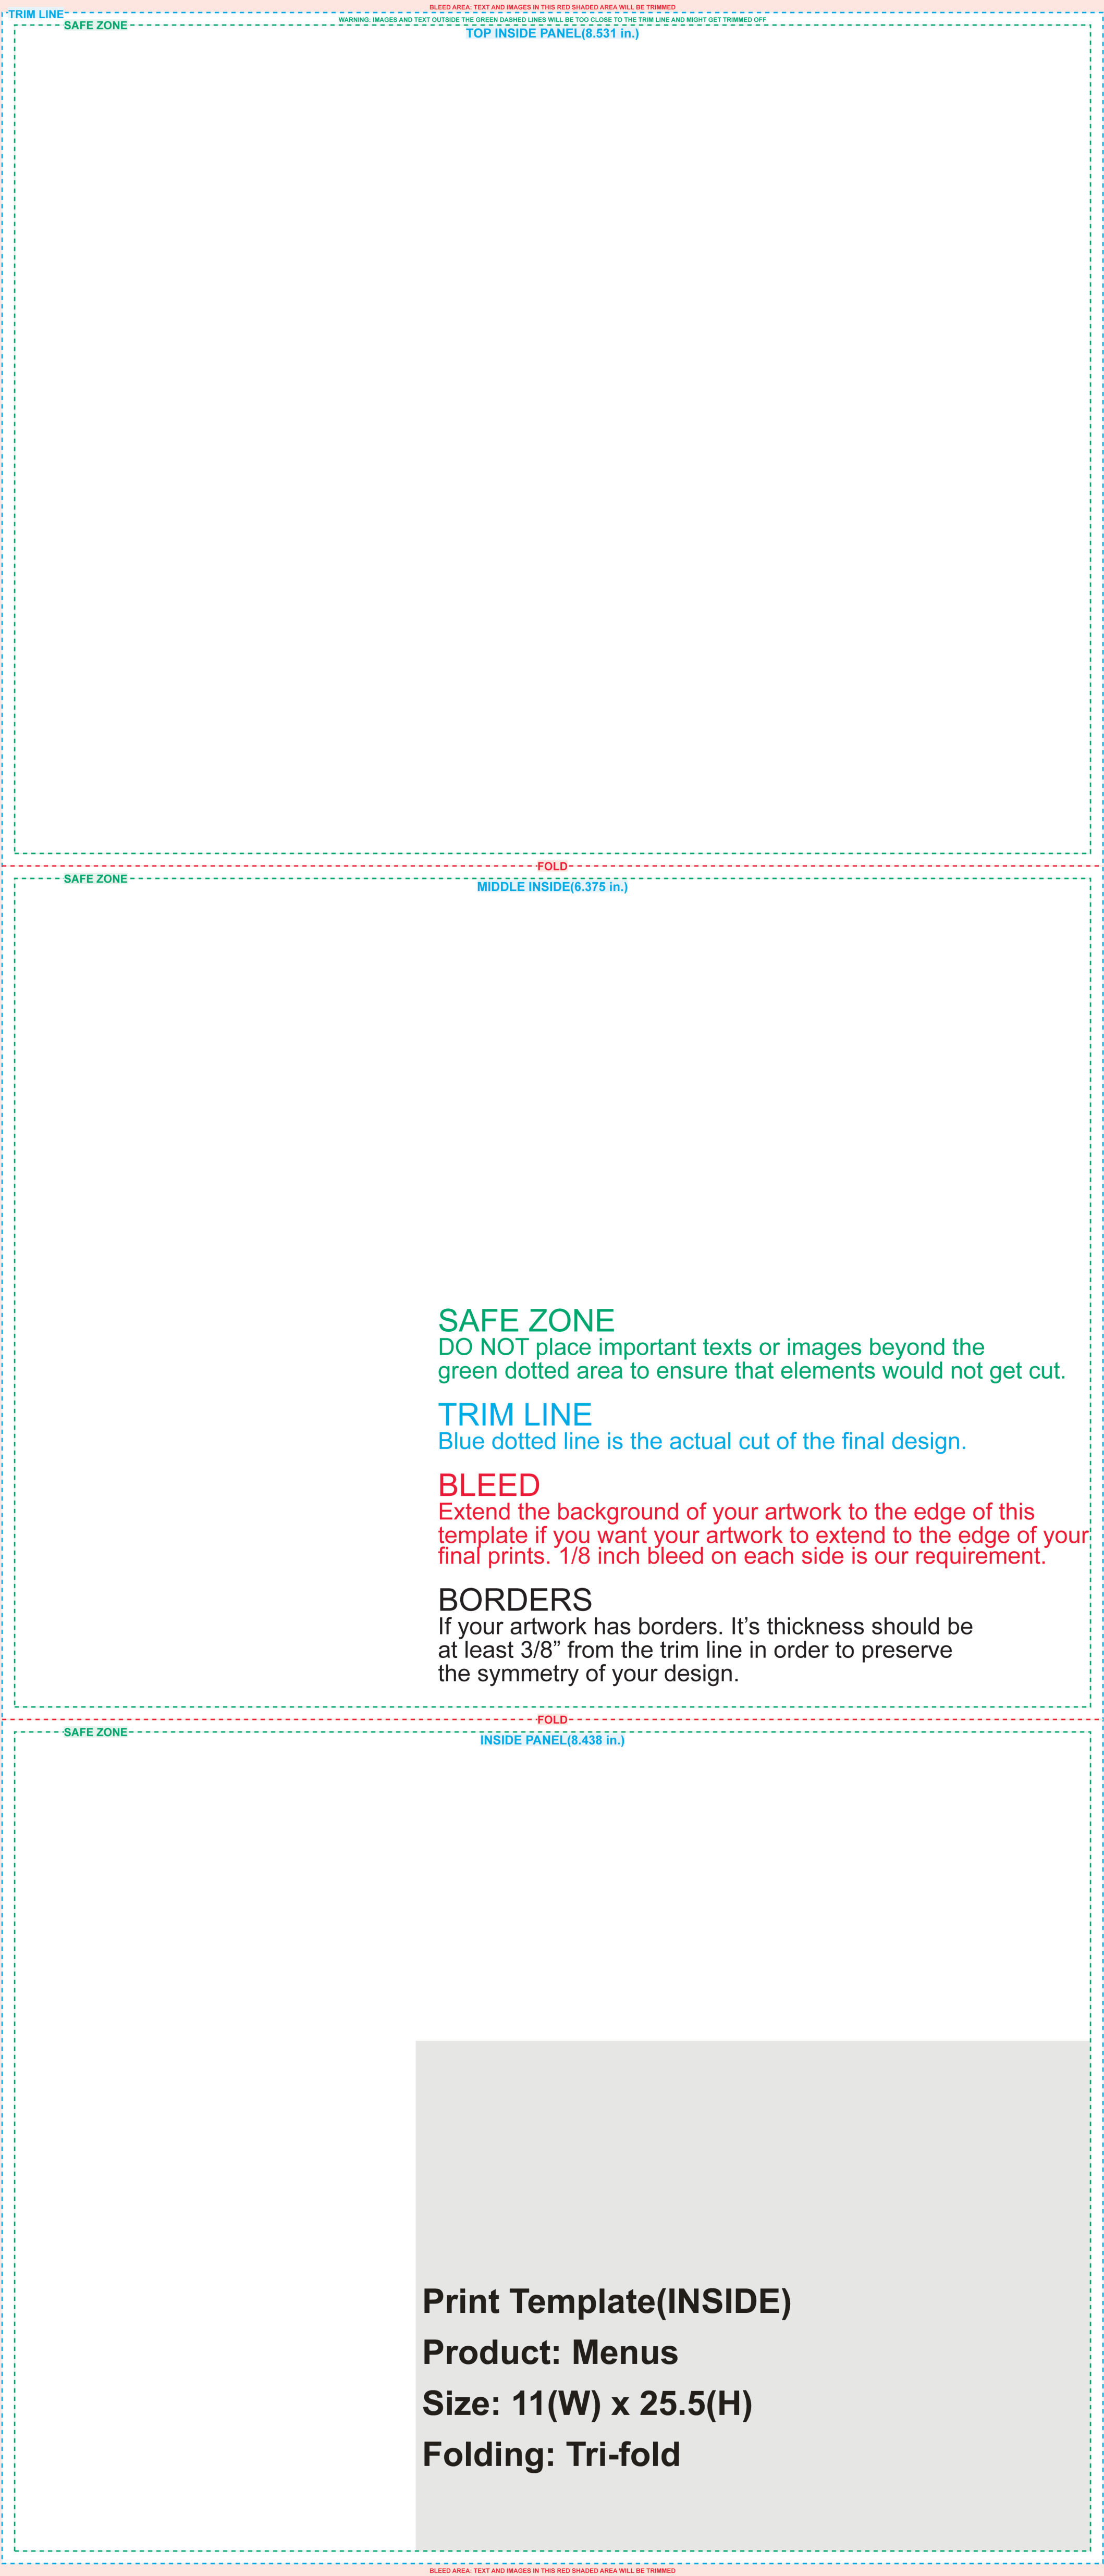 BLEED AREA: TEXT AND IMAGES IN THIS RED SHADED AREA WILL BE TRIMMED
TRIM LINE
WARNING: IMAGES AND TEXT OUTSIDE THE GREEN DASHED LINES WILL BE TOO CLOSE TO THE TRIM LINE AND MIGHT GET TRIMMED OFF
SAFE ZONE
TOP INSIDE PANEL(8.531 in.)
FOLD
SAFE ZONE
MIDDLE INSIDE(6.375 in.)
SAFE ZONE
DO NOT place important texts or images beyond the
green dotted area to ensure that elements would not get cut.
TRIM LINE
Blue dotted line is the actual cut of the final design.
BLEED
Extend the background of your artwork to the edge of this
template if you want your artwork to extend to the edge of your
final prints. 1/8 inch bleed on each side is our requirement.
BORDERS
If your artwork has borders. It’s thickness should be
at least 3/8” from the trim line in order to preserve
the symmetry of your design.
FOLD
SAFE ZONE
INSIDE PANEL(8.438 in.)
Print Template(INSIDE)
Product: Menus
Size: 11(W) x 25.5(H)
Folding: Tri-fold
BLEED AREA: TEXT AND IMAGES IN THIS RED SHADED AREA WILL BE TRIMMED